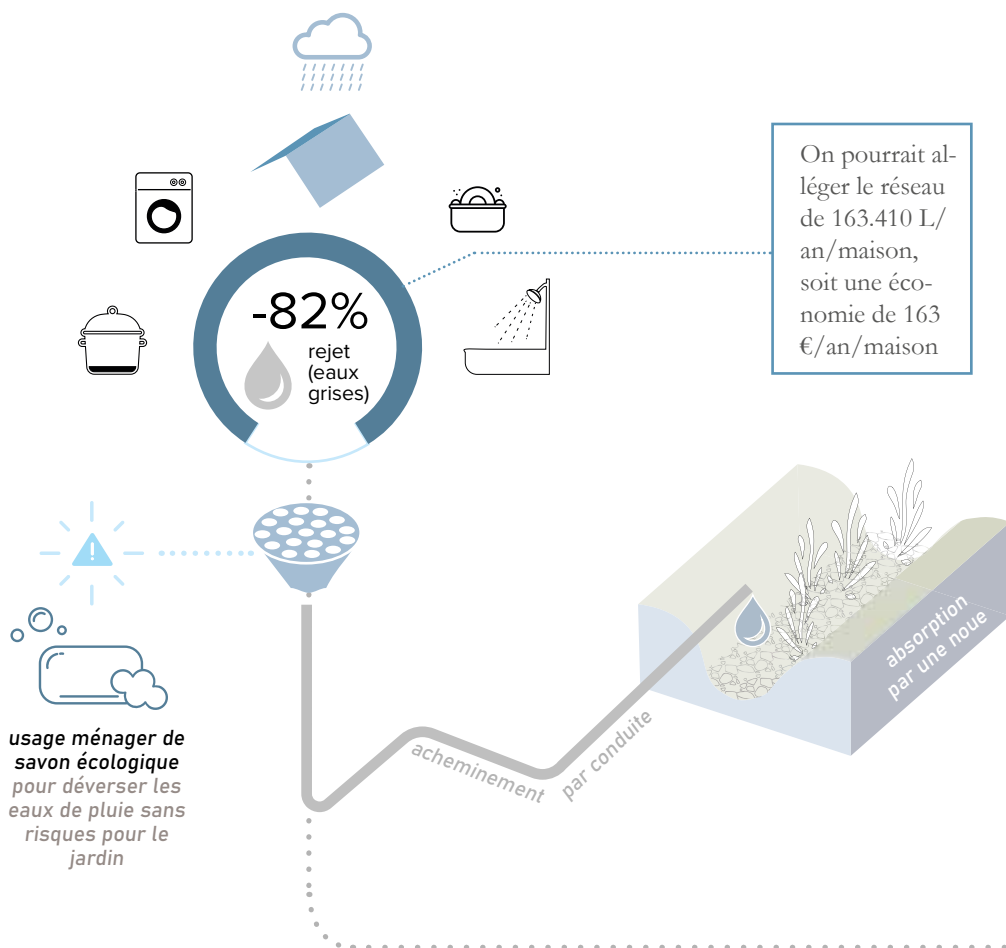 On pourrait al-
léger le réseau
de 163.410 L/
an/maison,
soit une éco-
nomie de 163
€/an/maison
-82%
rejet
(eaux
grises)
!
absorption
par une noue
acheminement
par conduite
usage ménager de
savon écologique
pour déverser les
eaux de pluie sans
risques pour le
jardin